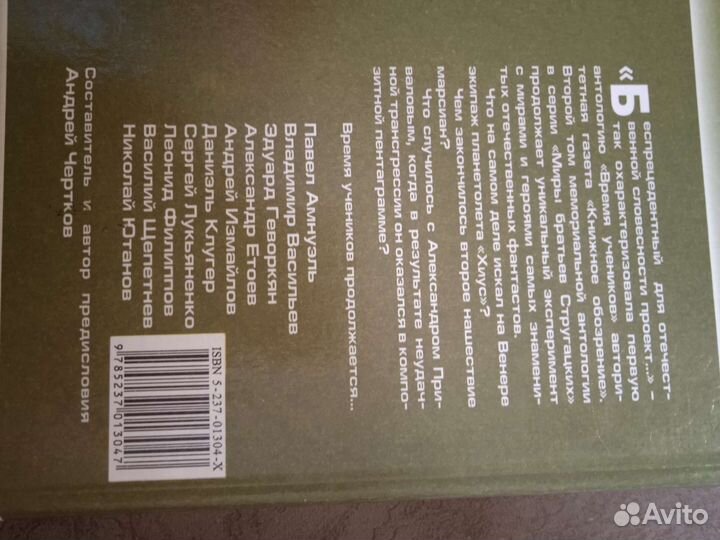 «Беспрецедентный для отечест-
венной словесности проект...» –
так охарактеризовала первую
антологию «Время учеников» автори-
тетная газета «Книжное обозрение».
Второй том мемориальной антологии
в серии «Миры братьев Стругацких»
продолжает уникальный эксперимент
с мирами и героями самых знамени-
тых отечественных фантастов.
Что на самом деле искал на Венере
экипаж планетолета «Хиус»?
Чем закончилось второе нашествие
марсиан?
Что случилось с Александром При-
валовым, когда в результате неудач-
ной трансгрессии он оказался в компо-
зитной пентаграмме?
Время учеников продолжается...
Павел Амнуэль
Владимир Васильев
Эдуард Геворкян
Александр Етоев
Андрей Измайлов
Даниэль Клугер
Сергей Лукьяненко
Леонид Филиппов
Василий Щепетнев
Николай Ютанов
Составитель и автор предисловия
Андрей Чертков
ISBN 5-237-01304-X
9 785237 013047
Avito